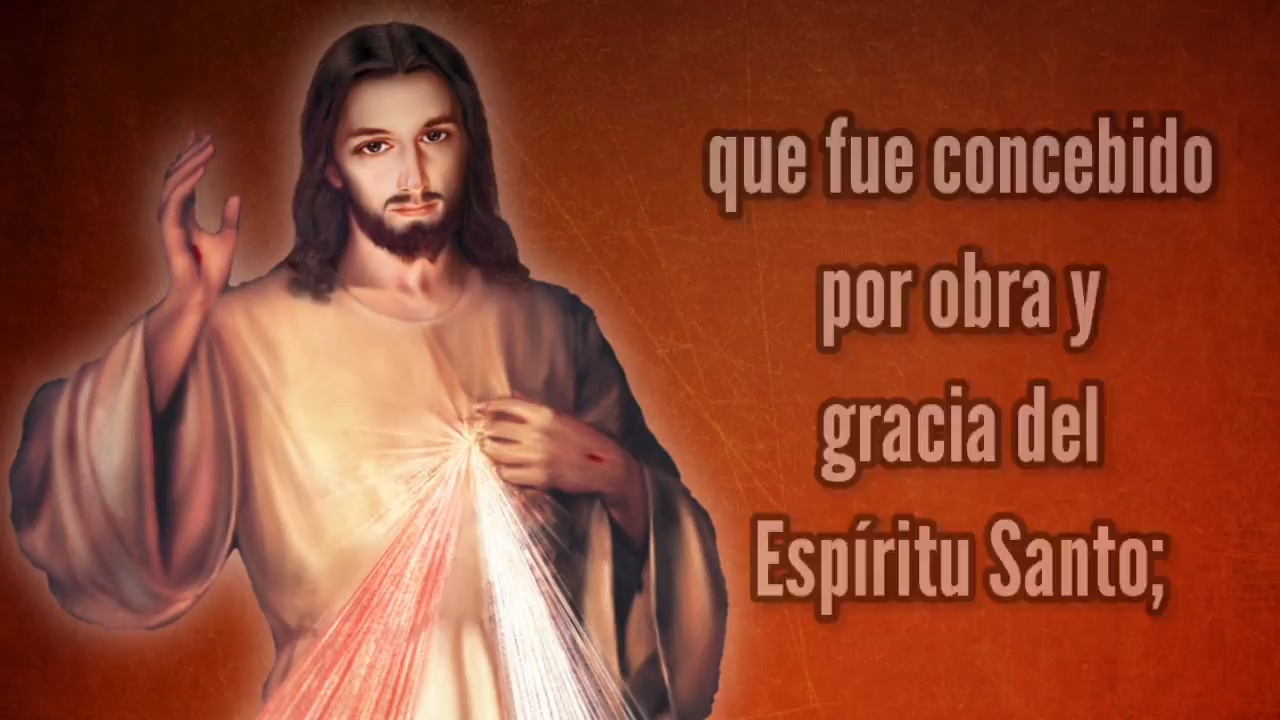 que fue concebido
por obra y
gracia del
Espíritu Santo;